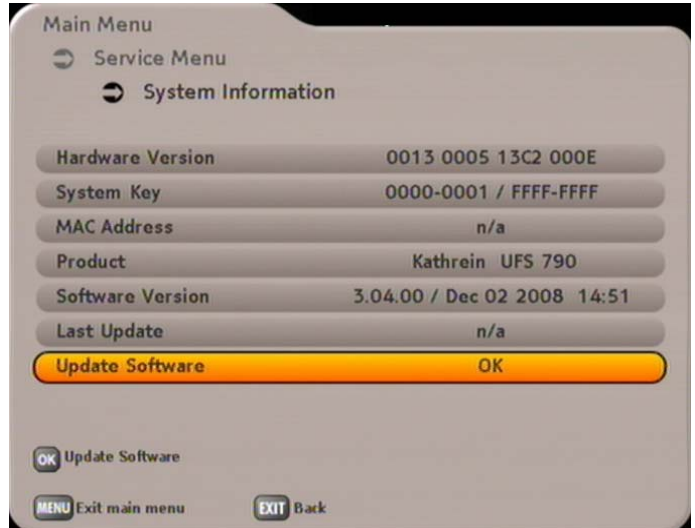 Main Menu
Service Menu
System Information
Hardware Version 0013 0005 13C2 000E
System Key 0000-0001 / FFFF-FFFF
MAC Address n/a
Product Kathrein UFS 790
Software Version 3.04.00 / Dec 02 2008 14:51
Last Update n/a
Update Software OK
OK Update Software
MENU Exit main menu EXIT Back